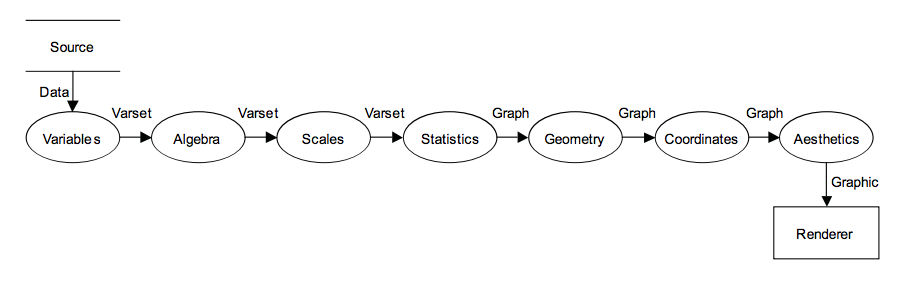 Source
Data
Varset
Varset
Varset
Graph
Graph
Graph
Variables
Algebra
Scales
Statistics
Geometry
Coordinates
Aesthetics
Graphic
Renderer